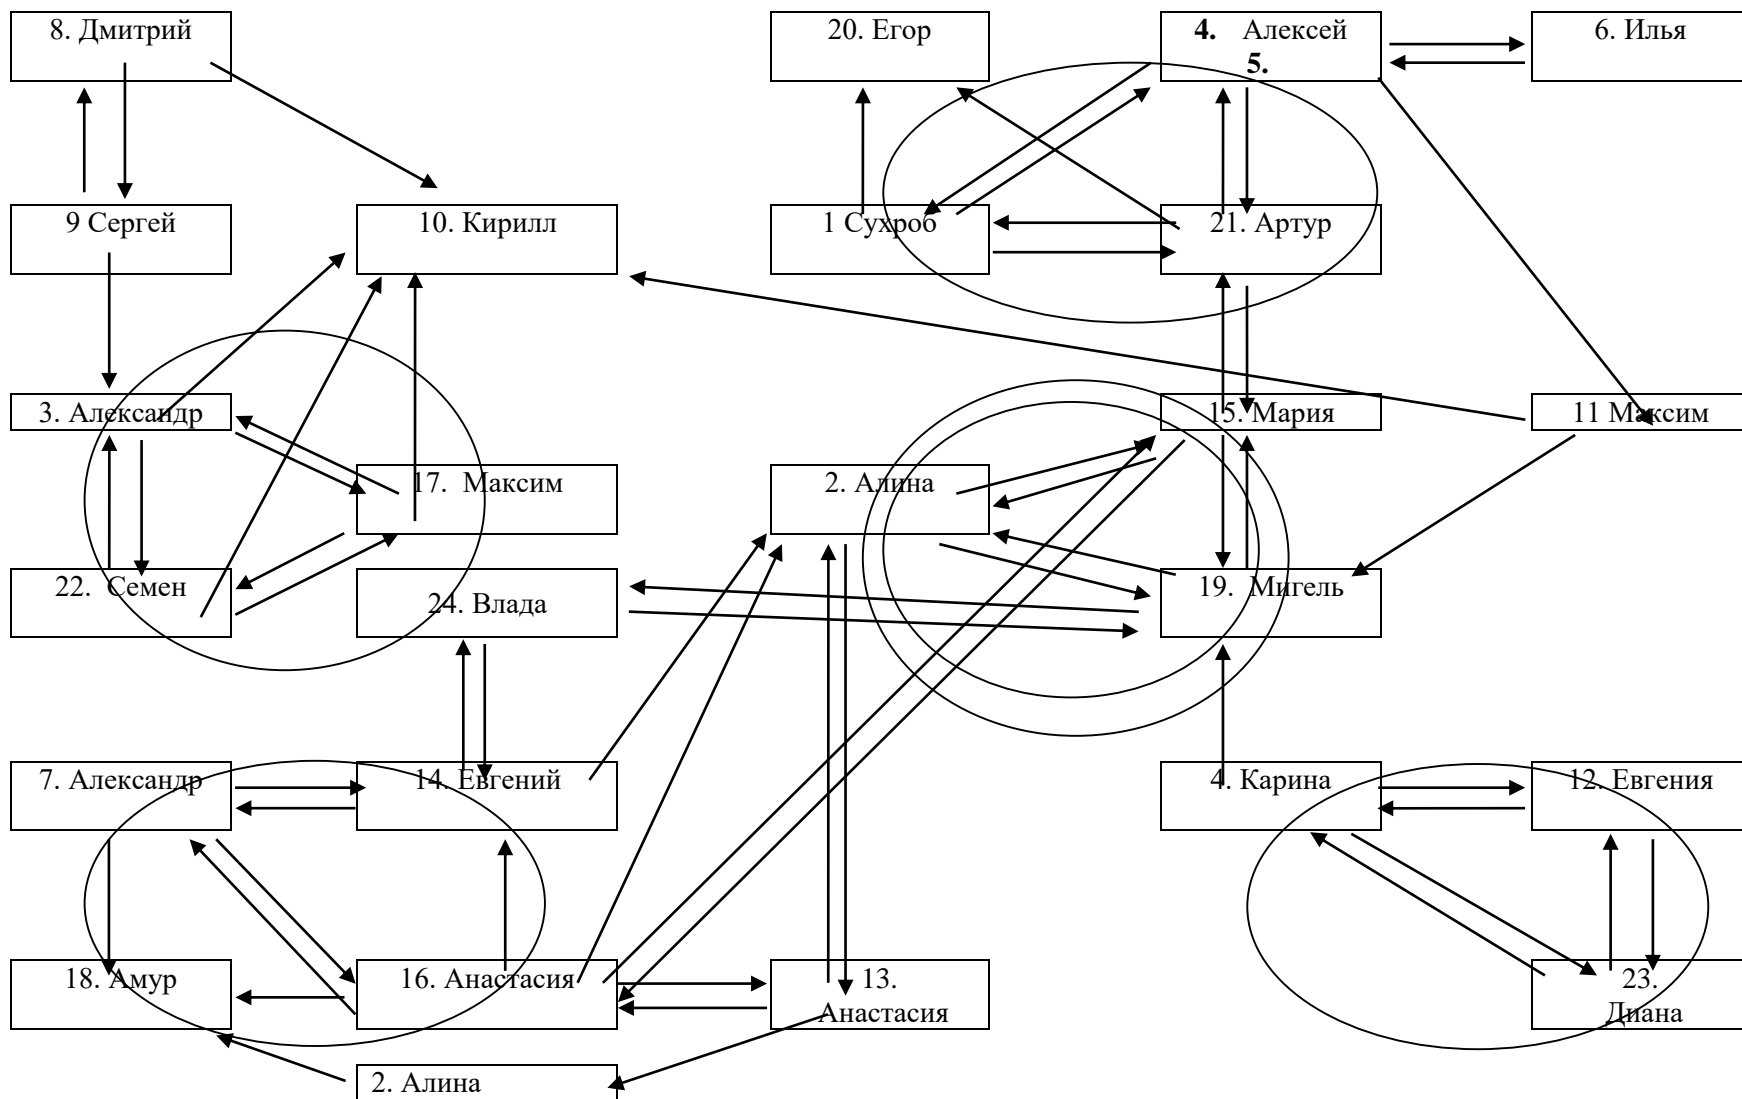 8. Дмитрий
20. Егор
4. Алексей
5.
6. Илья
9 Сергей
10. Кирилл
1 Сухроб
21. Артур
3. Александр
15. Мария
11 Максим
17. Максим
2. Алина
22. Семен
24. Влада
19. Мигель
7. Александр
14. Евгений
4. Карина
12. Евгения
18. Амур
16. Анастасия
13.
Анастасия
23.
Диана
2. Алина